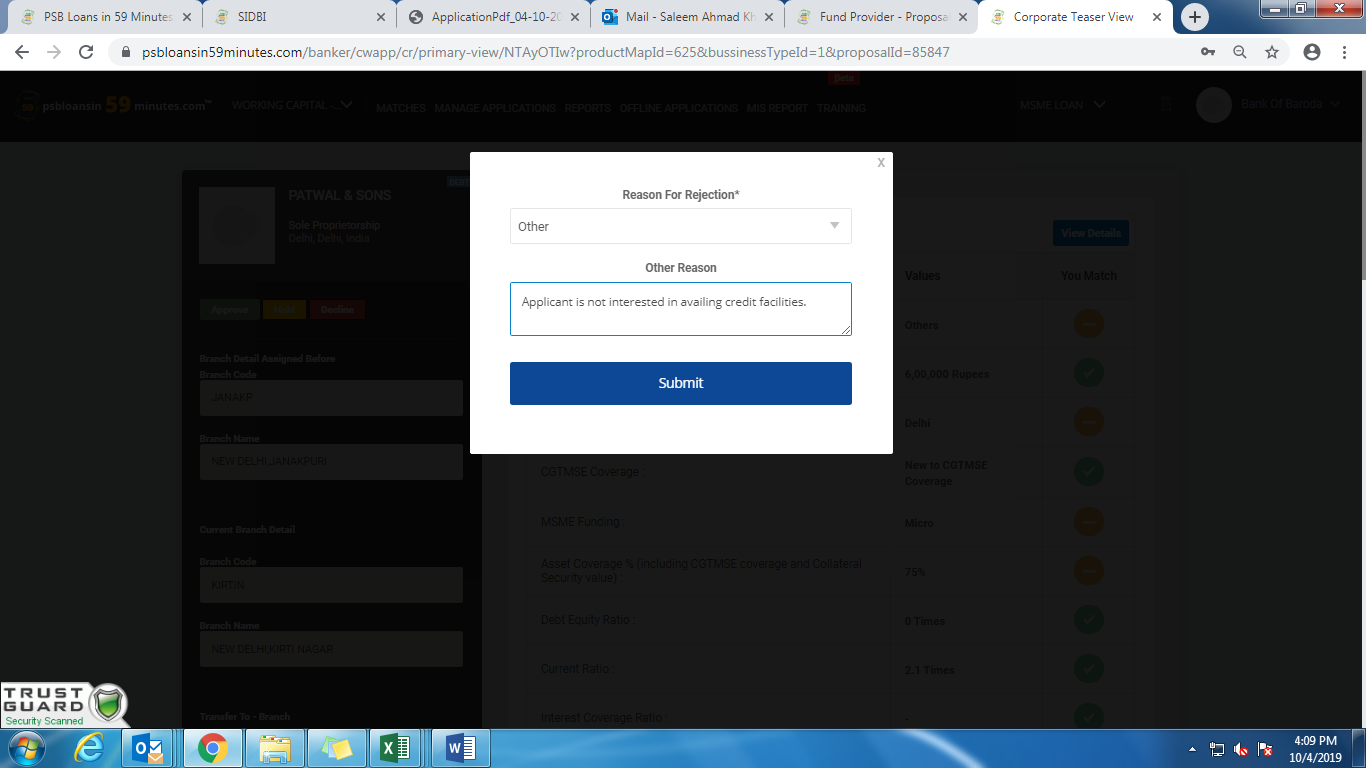 PSB Loans in 59 Minutes
SIDBI
ApplicationPdf_04-10-20
Mail - Saleem Ahmad Kh
Fund Provider - Proposa
Corporate Teaser View
psbloansin59minutes.com/banker/cwapp/cr/primary-view/NTAyOTIw?productMapId=625&bussinessTypeId=1&proposalId=85847
Beta
psbloansin 59 minutes.com
WORKING CAPITAL -...
MATCHES
MANAGE APPLICATIONS
REPORTS
OFFLINE APPLICATIONS
MIS REPORT
TRAINING
MSME LOAN
Bank Of Baroda
PATWAL & SONS
Sole Proprietorship
Delhi, Delhi, India
Approve
Hold
Decline
Branch Detail Assigned Before
Branch Code
JANAKP
Branch Name
NEW DELHI,JANAKPURI
Current Branch Detail
Branch Code
KIRTIN
Branch Name
NEW DELHI,KIRTI NAGAR
Transfer To - Branch
X
Reason For Rejection*
Other
Other Reason
Applicant is not interested in availing credit facilities.
Submit
View Details
Values
You Match
Others
6,00,000 Rupees
Delhi
CGTMSE Coverage
New to CGTMSE
Coverage
MSME Funding
Micro
Asset Coverage % (including CGTMSE coverage and Collateral
Security value)
75%
Debt Equity Ratio :
0 Times
Current Ratio :
2.1 Times
Interest Coverage Ratio
-
TRUST
GUARD
Security Scanned
4:09 PM
10/4/2019